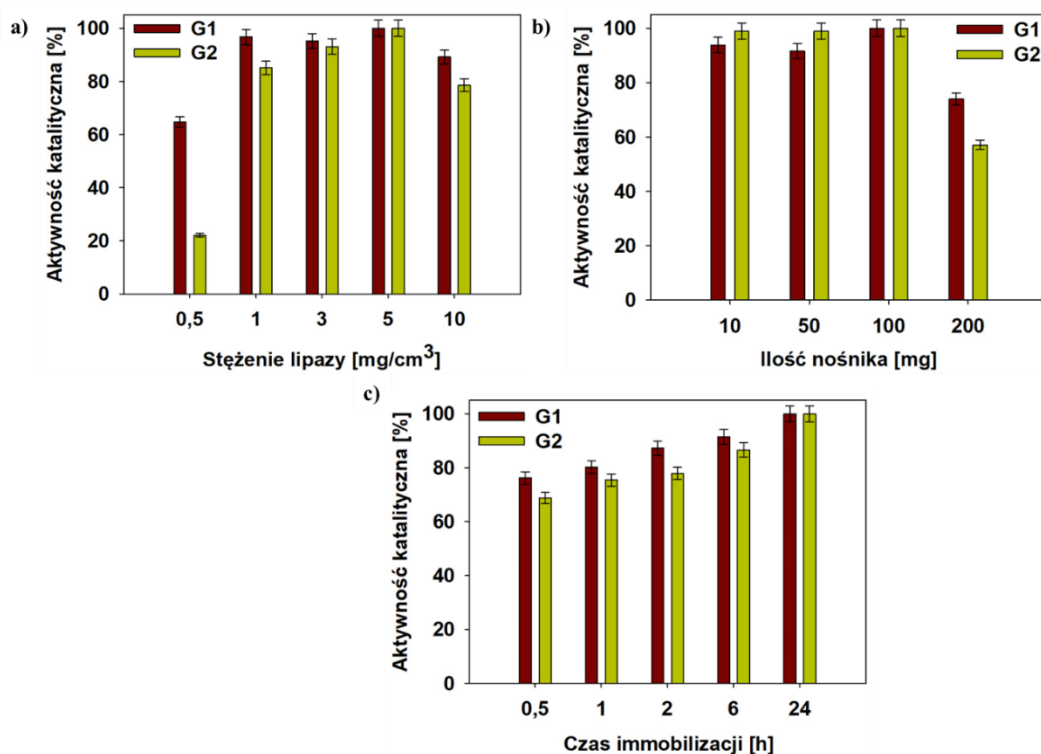 a)
G1
G2
Aktywność katalityczna [%]
100
80
60
40
20
0
0,5 1 3 5 10
Stężenie lipazy [mg/cm³]
b)
G1
G2
Aktywność katalityczna [%]
100
80
60
40
20
0
10 50 100 200
Ilość nośnika [mg]
c)
G1
G2
Aktywność katalityczna [%]
100
80
60
40
20
0
0,5 1 2 6 24
Czas immobilizacji [h]